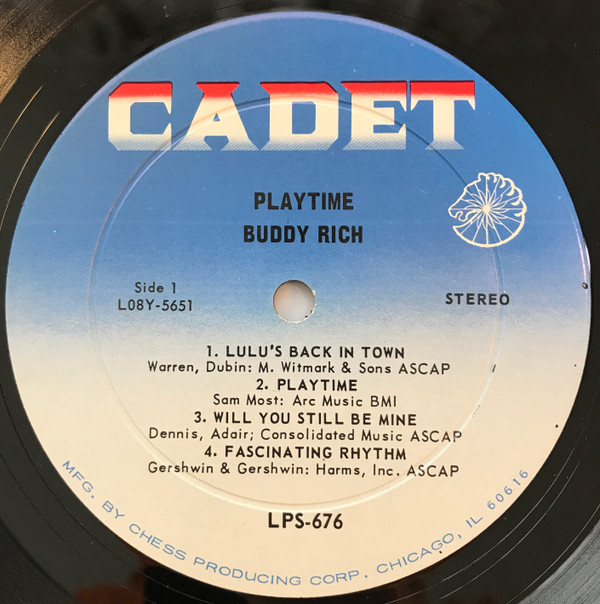 CADET
PLAYTIME
BUDDY RICH
Side 1
L08Y-5651
STEREO
1. LULU'S BACK IN TOWN
Warren, Dubin: M. Witmark & Sons ASCAP
2. PLAYTIME
Sam Most: Arc Music BMI
3. WILL YOU STILL BE MINE
Dennis, Adair; Consolidated Music ASCAP
4. FASCINATING RHYTHM
Gershwin & Gershwin: Harms, Inc. ASCAP
LPS-676
MFG. BY CHESS PRODUCING CORP. CHICAGO, IL 60616